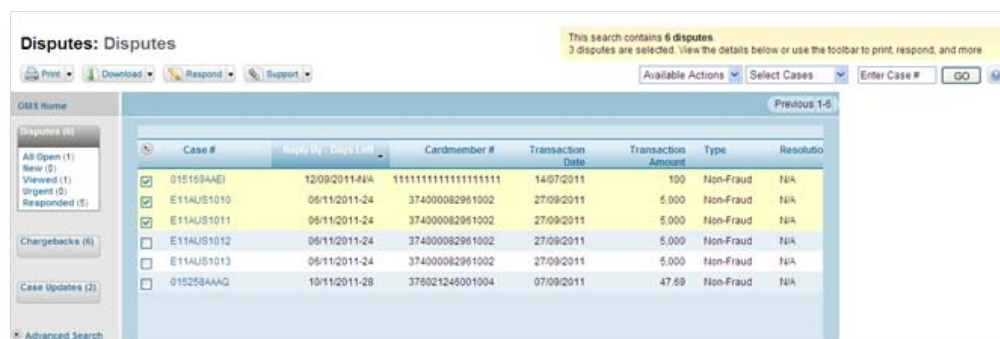 Disputes: Disputes
This search contains 6 disputes.
3 disputes are selected. View the details below or use the toolbar to print, respond, and more
Print Download Respond Support
Available Actions Select Cases Enter Case # GO
OMS Home
Previous 1-6
Disputes (6)
All Open (1)
New (0)
Viewed (1)
Urgent (0)
Responded (5)
Chargebacks (6)
Case Updates (2)
Advanced Search
Case # Reply By - Days Left Cardmember # Transaction Date Transaction Amount Type Resolutio
12/09/2011-N/A 14/07/2011 100 Non-Fraud N/A
E11AUS1010 06/11/2011-24 374000082961002 27/09/2011 5,000 Non-Fraud N/A
E11AUS1011 06/11/2011-24 374000082961002 27/09/2011 5,000 Non-Fraud N/A
E11AUS1012 06/11/2011-24 374000082961002 27/09/2011 5,000 Non-Fraud N/A
E11AUS1013 06/11/2011-24 374000082961002 27/09/2011 5,000 Non-Fraud N/A
10/11/2011-28 376021246001004 07/09/2011 47.69 Non-Fraud N/A